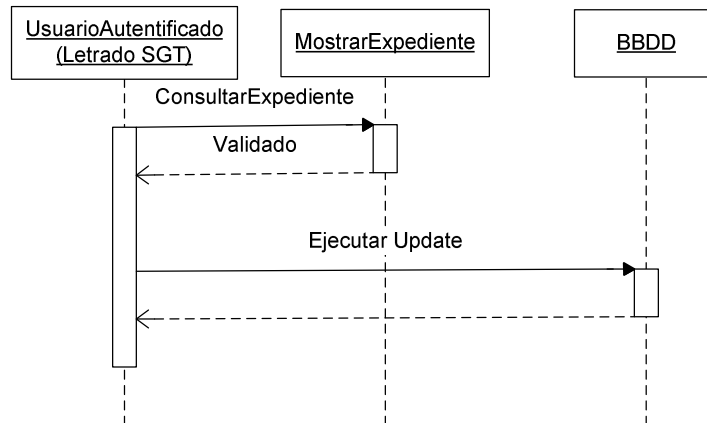 UsuarioAutentificado
(Letrado SGT)
MostrarExpediente
BBDD
ConsultarExpediente
Validado
Ejecutar Update